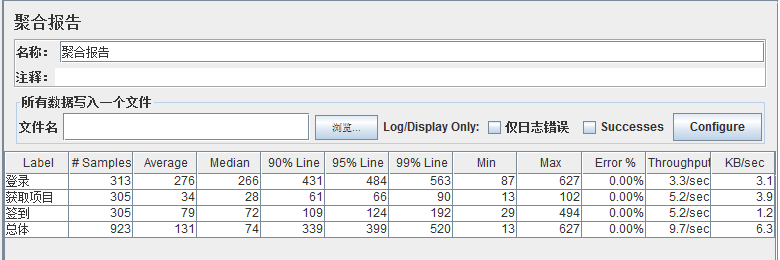 聚合报告
名称： 聚合报告
注释：
所有数据写入一个文件
文件名 浏览... Log/Display Only: 仅日志错误 Successes Configure
Label # Samples Average Median 90% Line 95% Line 99% Line Min Max Error % Throughput KB/sec
登录 313 276 266 431 484 563 87 627 0.00% 3.3/sec 3.1
获取项目 305 34 28 61 66 90 13 102 0.00% 5.2/sec 3.9
签到 305 79 72 109 124 192 29 494 0.00% 5.2/sec 1.2
总体 923 131 74 339 399 520 13 627 0.00% 9.7/sec 6.3